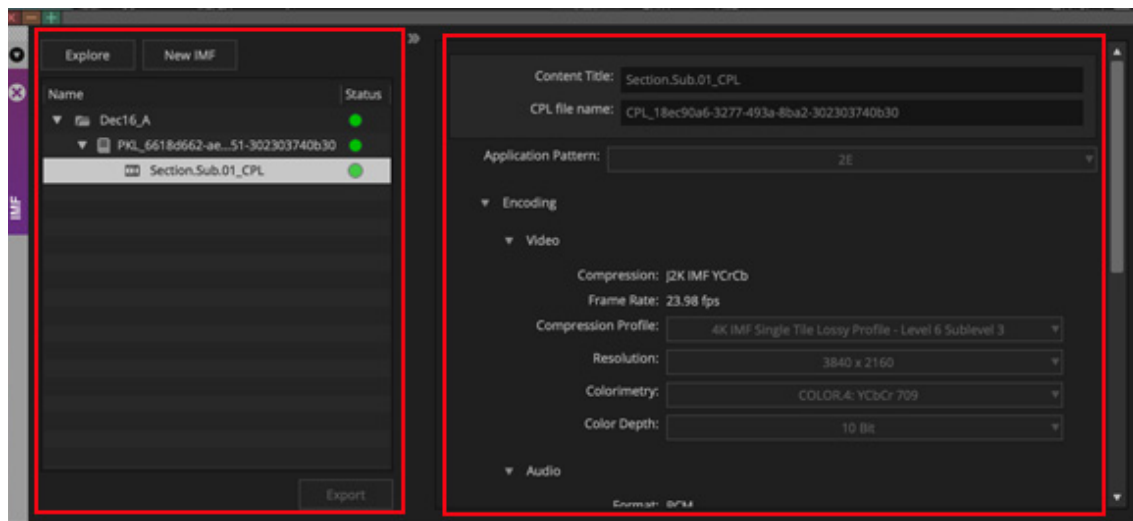 Explore
New IMF
Name
Status
Dec16_A
PKL_6618d662-ae...51-302303740b30
Section.Sub.01_CPL
Export
IMF
Content Title:
Section.Sub.01_CPL
CPL file name:
CPL_18ec90a6-3277-493a-8ba2-302303740b30
Application Pattern:
2E
Encoding
Video
Compression:
J2K IMF YCrCb
Frame Rate:
23.98 fps
Compression Profile:
4K IMF Single Tile Lossy Profile - Level 6 Sublevel 3
Resolution:
3840 x 2160
Colorimetry:
COLOR.4: YCbCr 709
Color Depth:
10 Bit
Audio
Format:
PCM